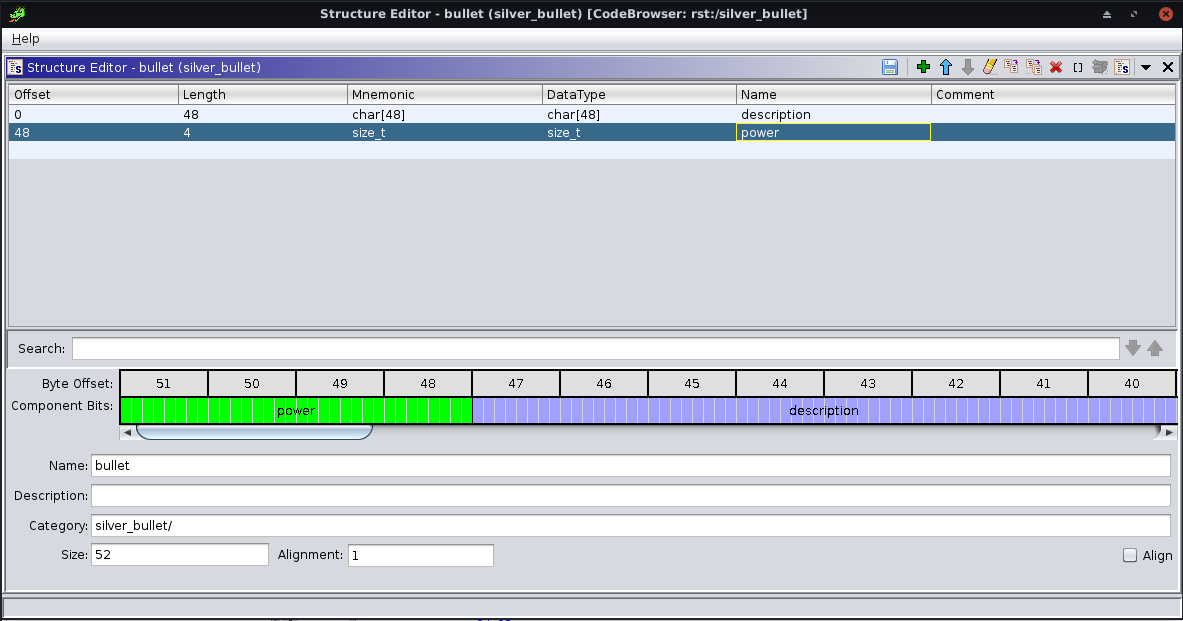 Structure Editor - bullet (silver_bullet) [CodeBrowser: rst:/silver_bullet]
Help
Structure Editor - bullet (silver_bullet)
Offset Length Mnemonic DataType Name Comment
0 48 char[48] char[48] description
48 4 size_t size_t power
Search:
Byte Offset: 51 50 49 48 47 46 45 44 43 42 41 40
Component Bits: power description
Name: bullet
Description:
Category: silver_bullet/
Size: 52 Alignment: 1 Align